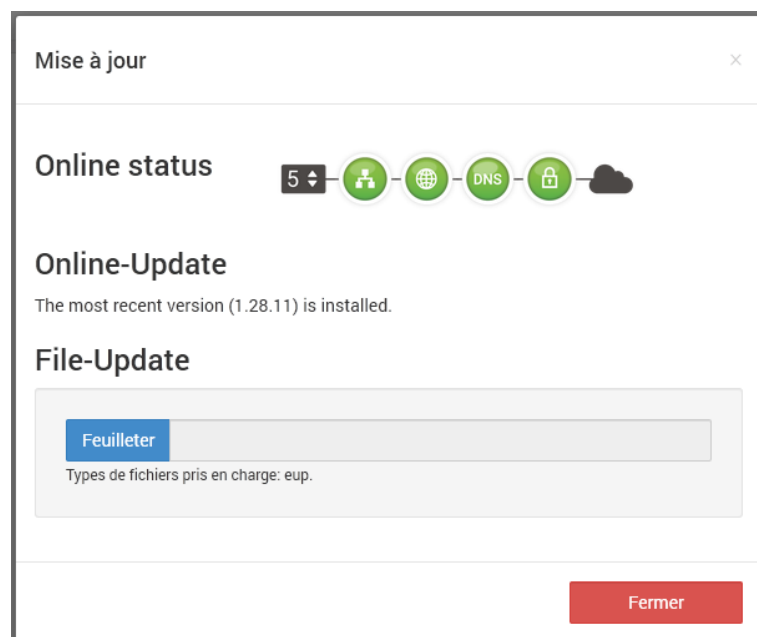 Mise à jour
×
Online status
5
DNS
Online-Update
The most recent version (1.28.11) is installed.
File-Update
Feuilleter
Types de fichiers pris en charge: eup.
Fermer